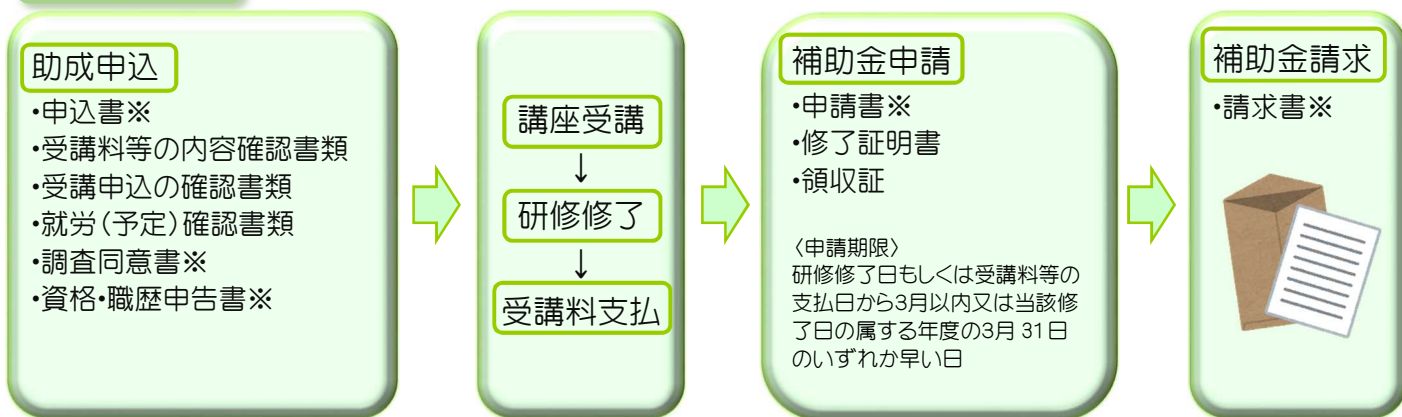 助成申込
・申込書※
・受講料等の内容確認書類
・受講申込の確認書類
・就労(予定)確認書類
・調査同意書※
・資格・職歴申告書※
講座受講
↓
研修修了
↓
受講料支払
補助金申請
・申請書※
・修了証明書
・領収証
〈申請期限〉
研修修了日もしくは受講料等の
支払日から3月以内又は当該修
了日の属する年度の3月31日
のいずれか早い日
補助金請求
・請求書※